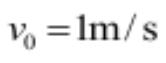 v₀ = 1m/s